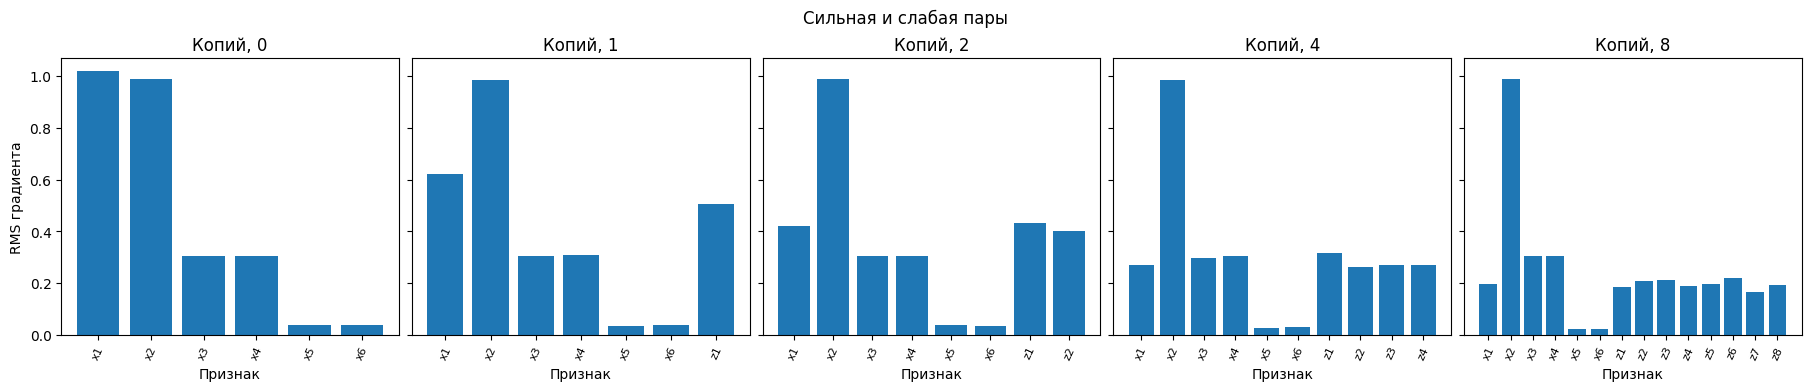 Сильная и слабая пары
Копий, 0
Копий, 1
Копий, 2
Копий, 4
Копий, 8
RMS градиента
1.0
0.8
0.6
0.4
0.2
0.0
x1 x2 x3 x4 x5 x6
x1 x2 x3 x4 x5 x6 z1
x1 x2 x3 x4 x5 x6 z1 z2
x1 x2 x3 x4 x5 x6 z1 z2 z3 z4
x1 x2 x3 x4 x5 x6 z1 z2 z3 z4 z5 z6 z7 z8
Признак
Признак
Признак
Признак
Признак